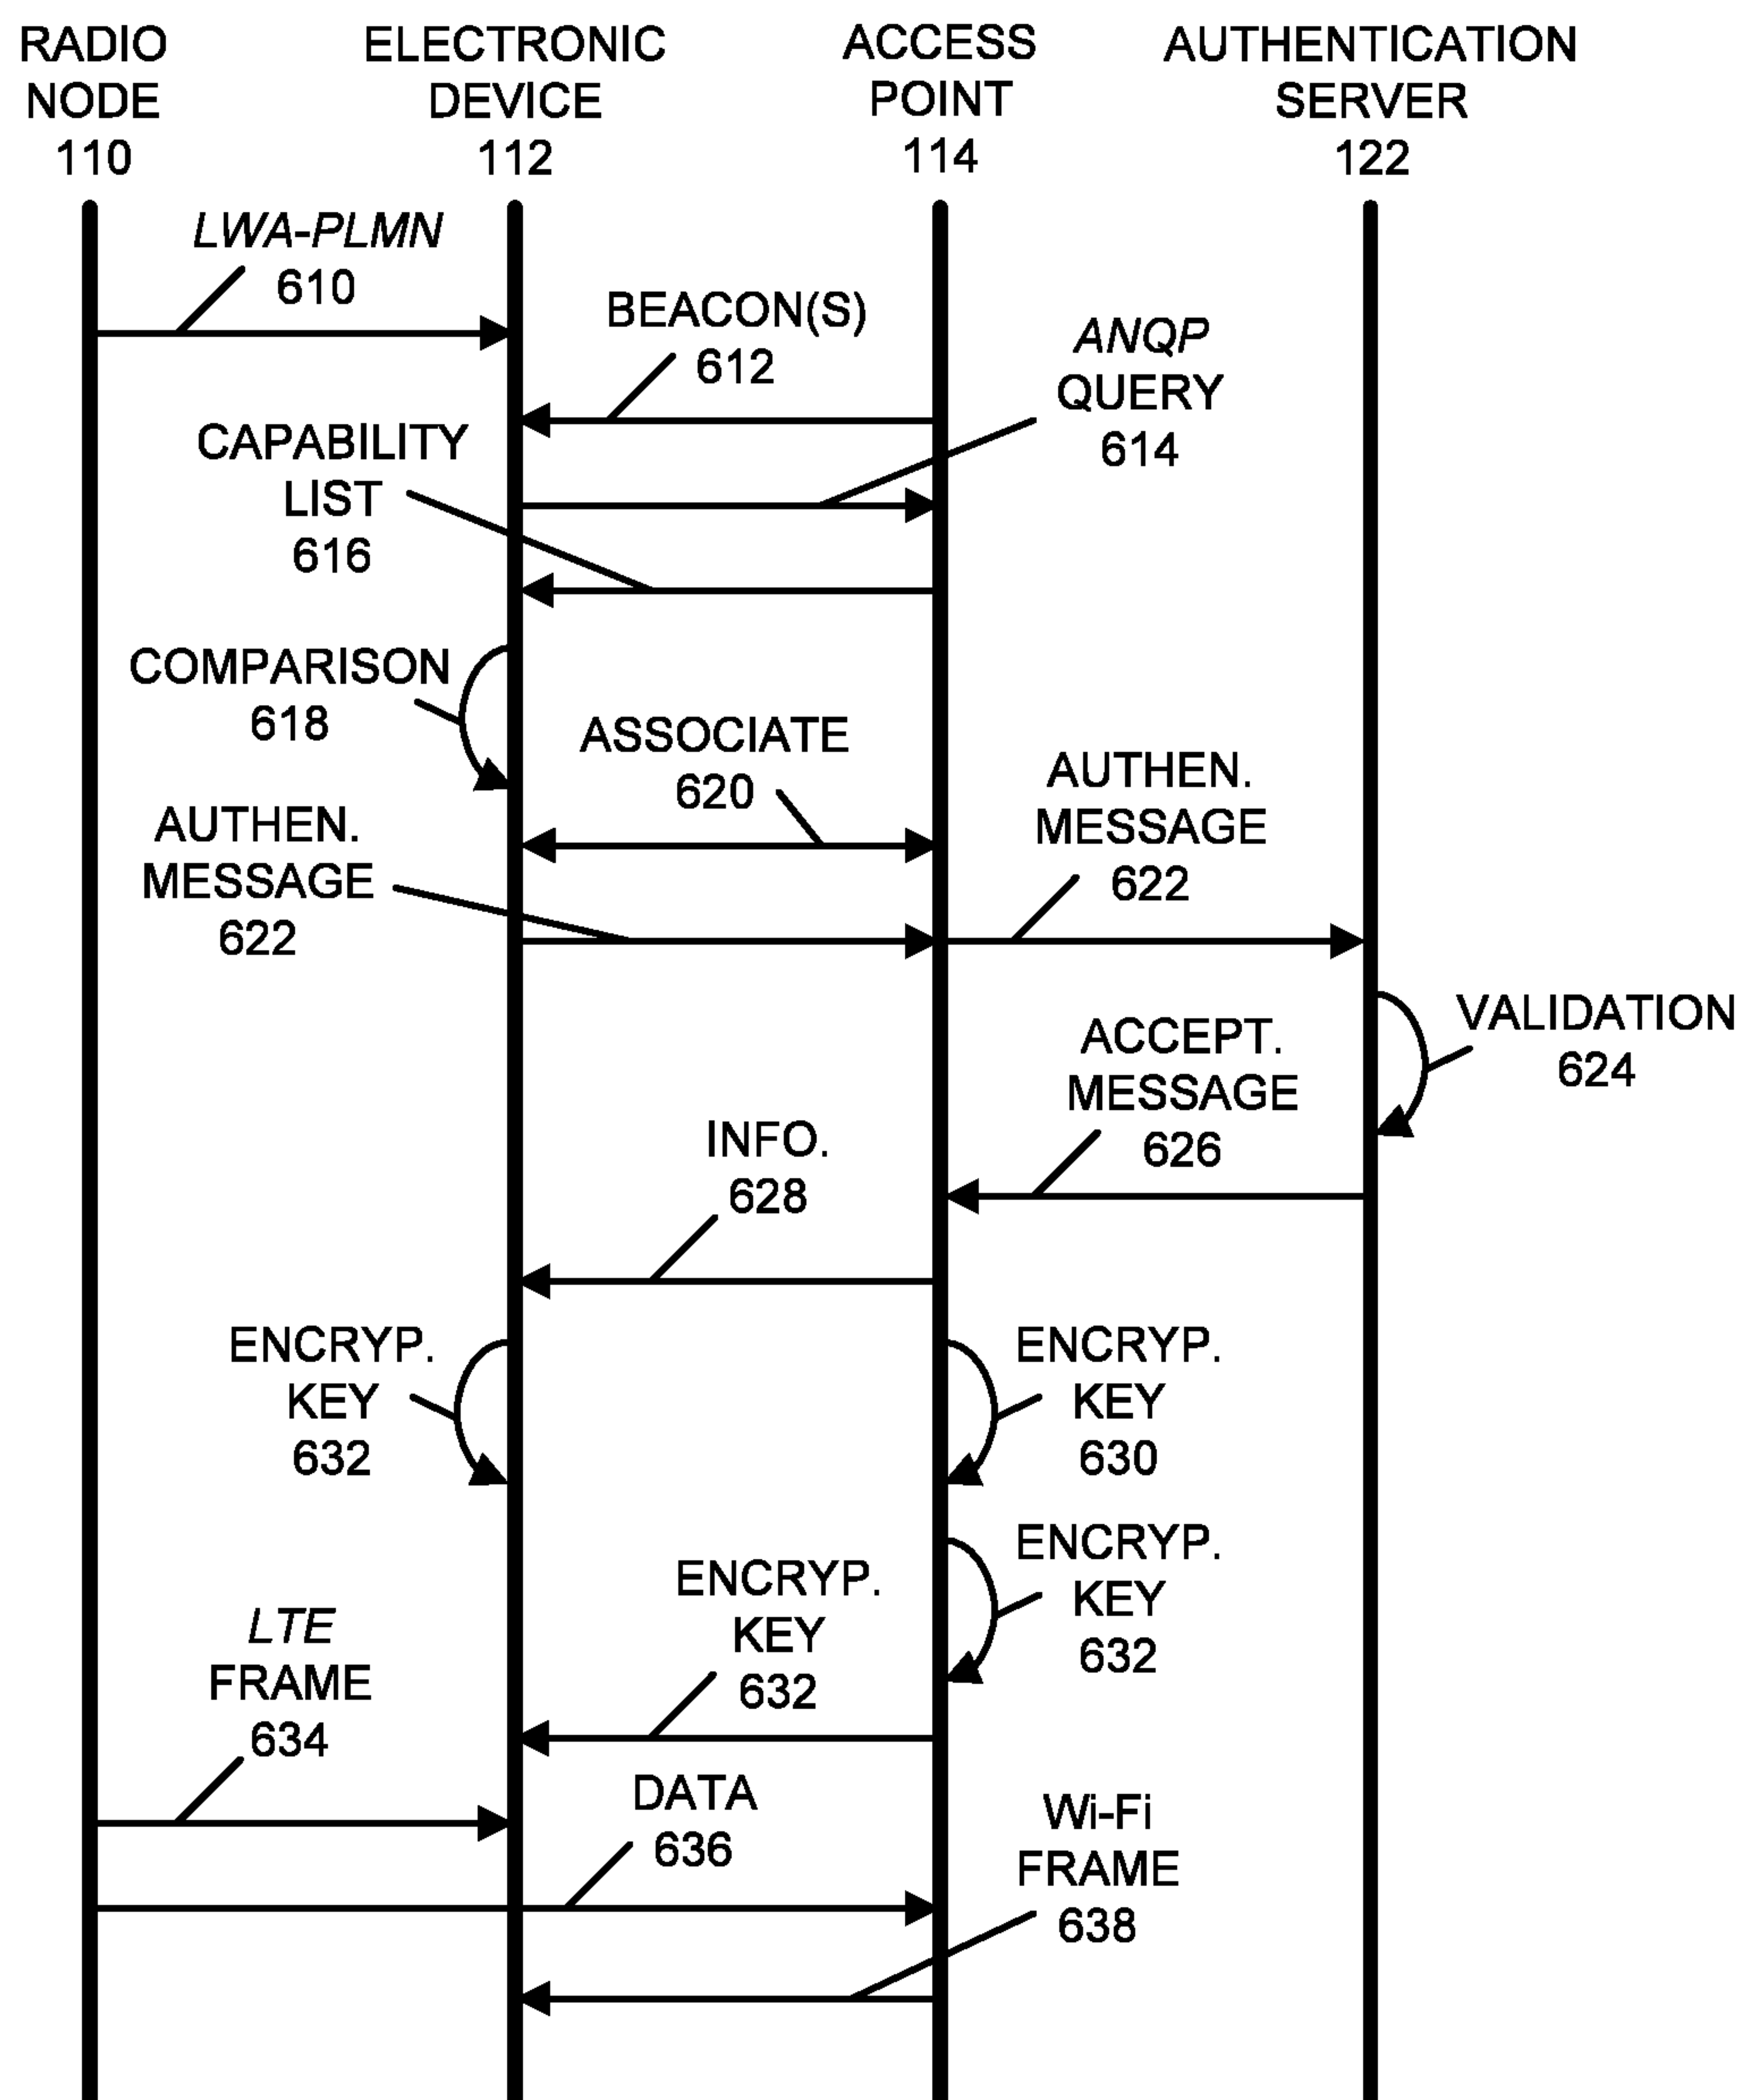 RADIO
NODE
110
ELECTRONIC
DEVICE
112
ACCESS
POINT
114
AUTHENTICATION
SERVER
122
LWA-PLMN
610
BEACON(S)
612
ANQP
QUERY
614
CAPABILITY
LIST
616
COMPARISON
618
ASSOCIATE
620
AUTHEN.
MESSAGE
622
AUTHEN.
MESSAGE
622
VALIDATION
624
ACCEPT.
MESSAGE
626
INFO.
628
ENCRYP.
KEY
632
ENCRYP.
KEY
630
ENCRYP.
KEY
632
ENCRYP.
KEY
632
LTE
FRAME
634
DATA
636
Wi-Fi
FRAME
638